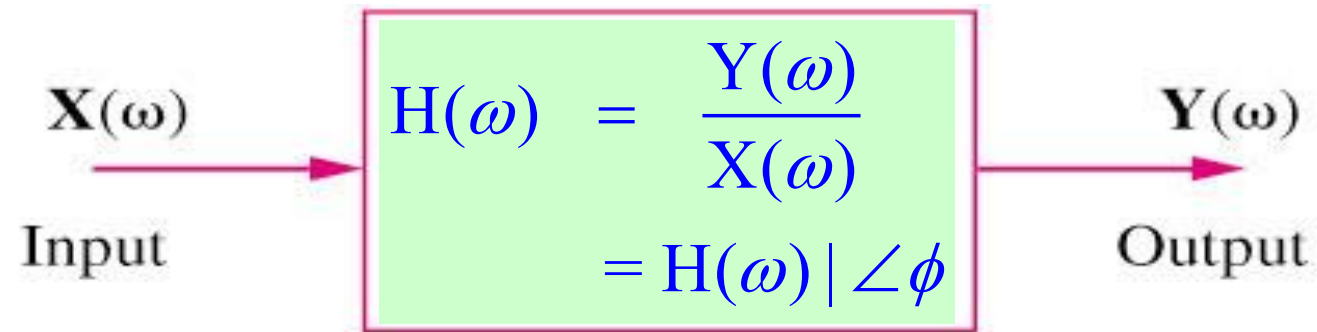 X(ω)
Input
H(ω) = Y(ω) / X(ω)
= H(ω) | ∠ϕ
Y(ω)
Output